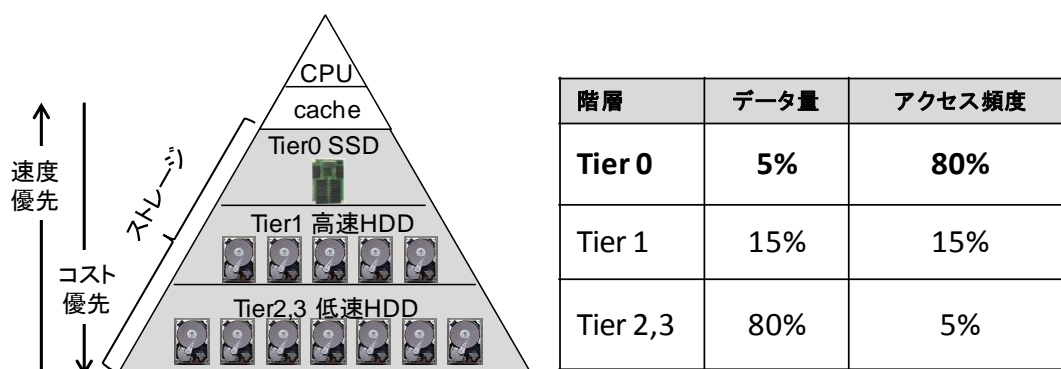 CPU
cache
Tier0 SSD
Tier1 高速HDD
Tier2,3 低速HDD
速度
優先
コスト
優先
ストレージ
階層 データ量 アクセス頻度
Tier 0 5% 80%
Tier 1 15% 15%
Tier 2,3 80% 5%